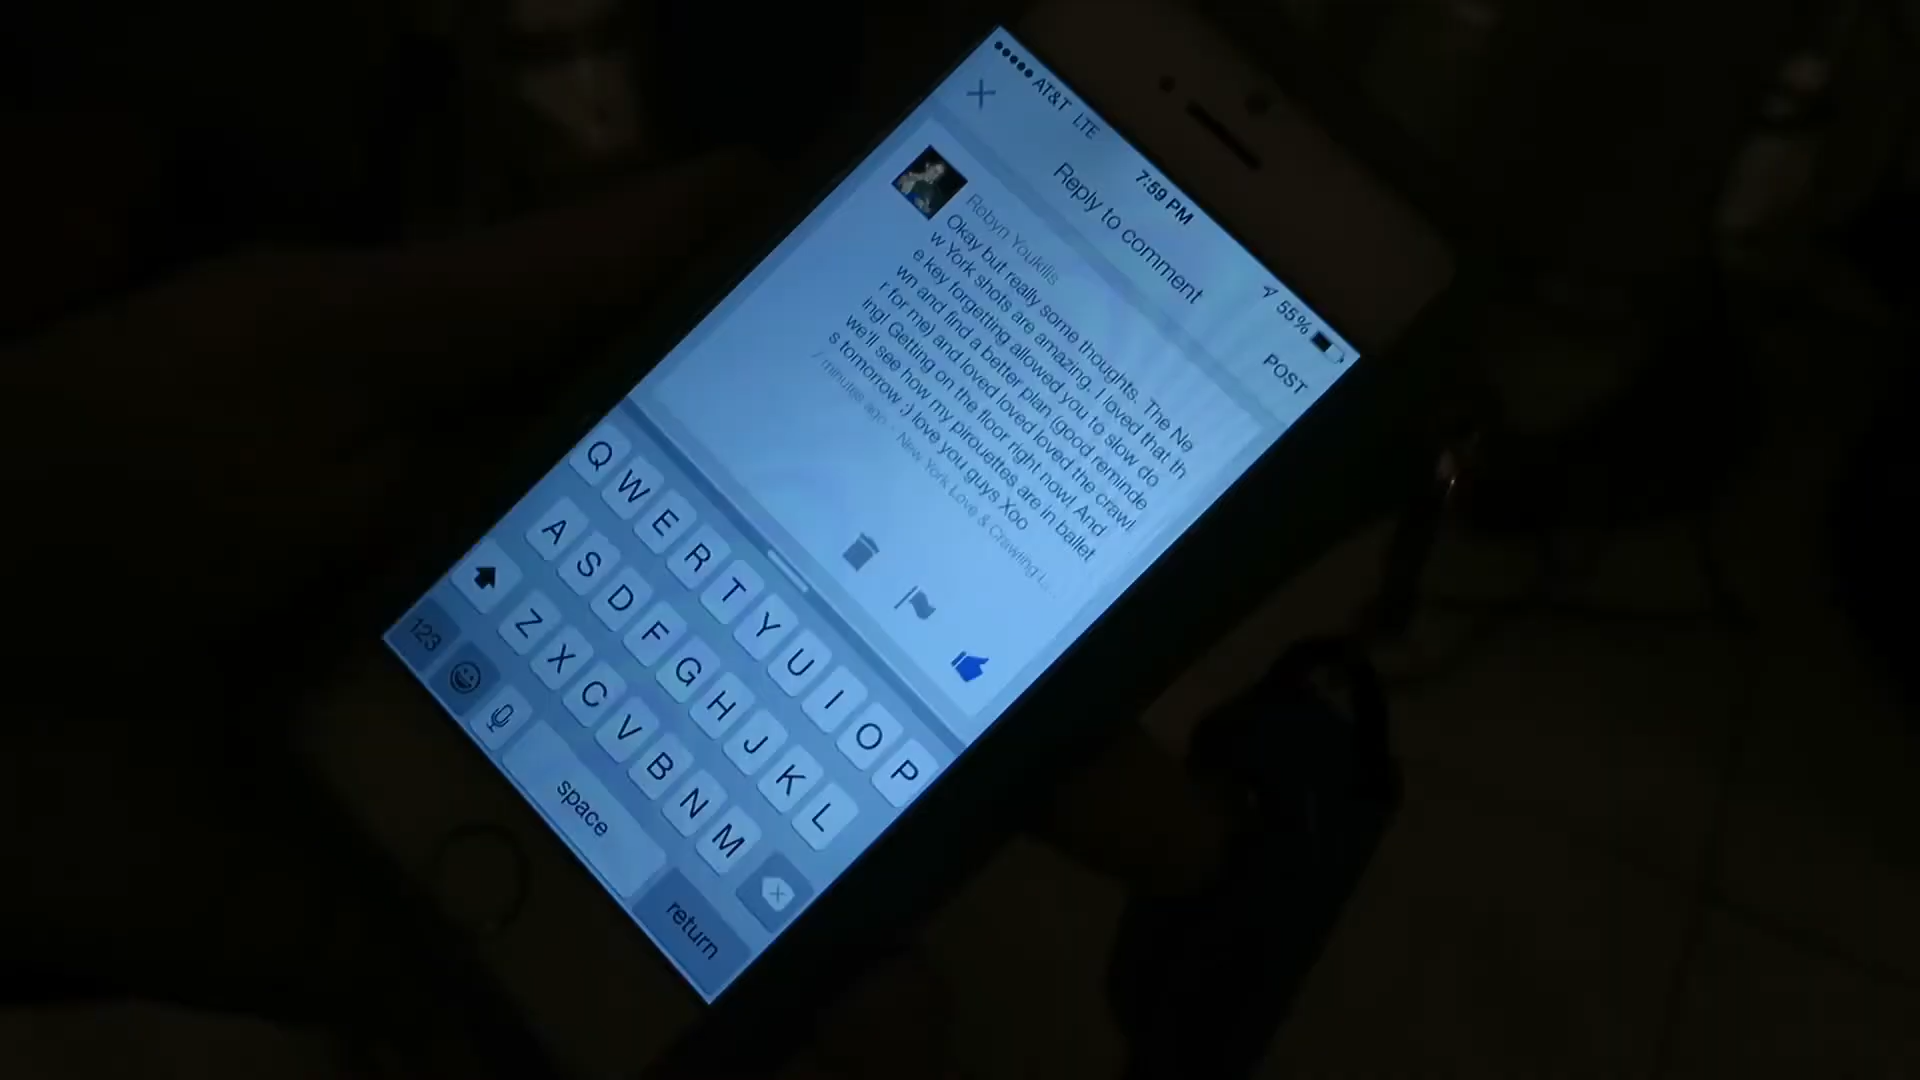 AT&T LTE 7:59 PM 55%
Reply to comment
POST
Robyn Youkilis
Okay but really some thoughts. The Ne
w York shots are amazing. I loved that th
e key forgetting allowed you to slow do
wn and find a better plan (good reminde
r for me) and loved loved loved the crawl
ing! Getting on the floor right now! And
we'll see how my pirouettes are in ballet
s tomorrow ;) love you guys Xoo
7 minutes ago - New York Love & Crawling L...
Q W E R T Y U I O P
A S D F G H J K L
Z X C V B N M
123 space return